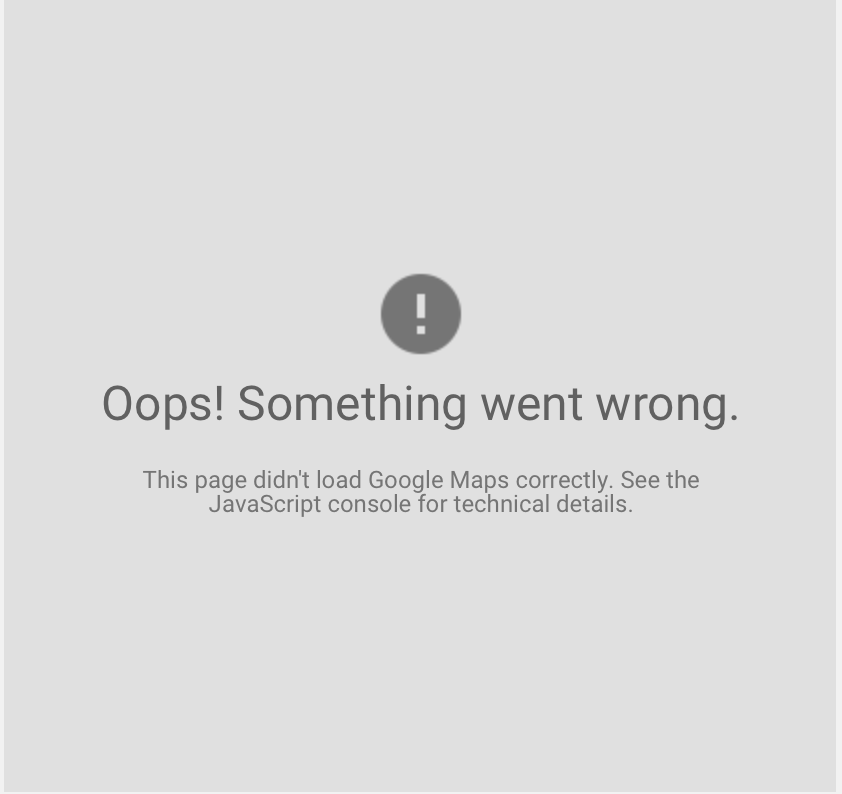 Oops! Something went wrong.
This page didn't load Google Maps correctly. See the
JavaScript console for technical details.